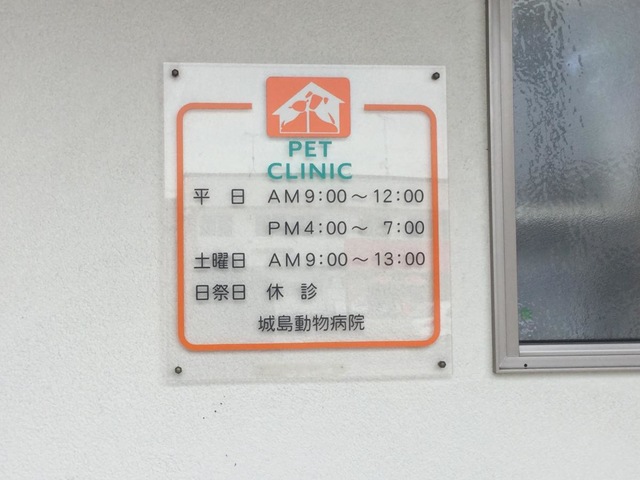 PET
CLINIC
平 日 AM9:00～12:00
PM4:00～ 7:00
土曜日 AM9:00～13:00
日祭日 休 診
城島動物病院